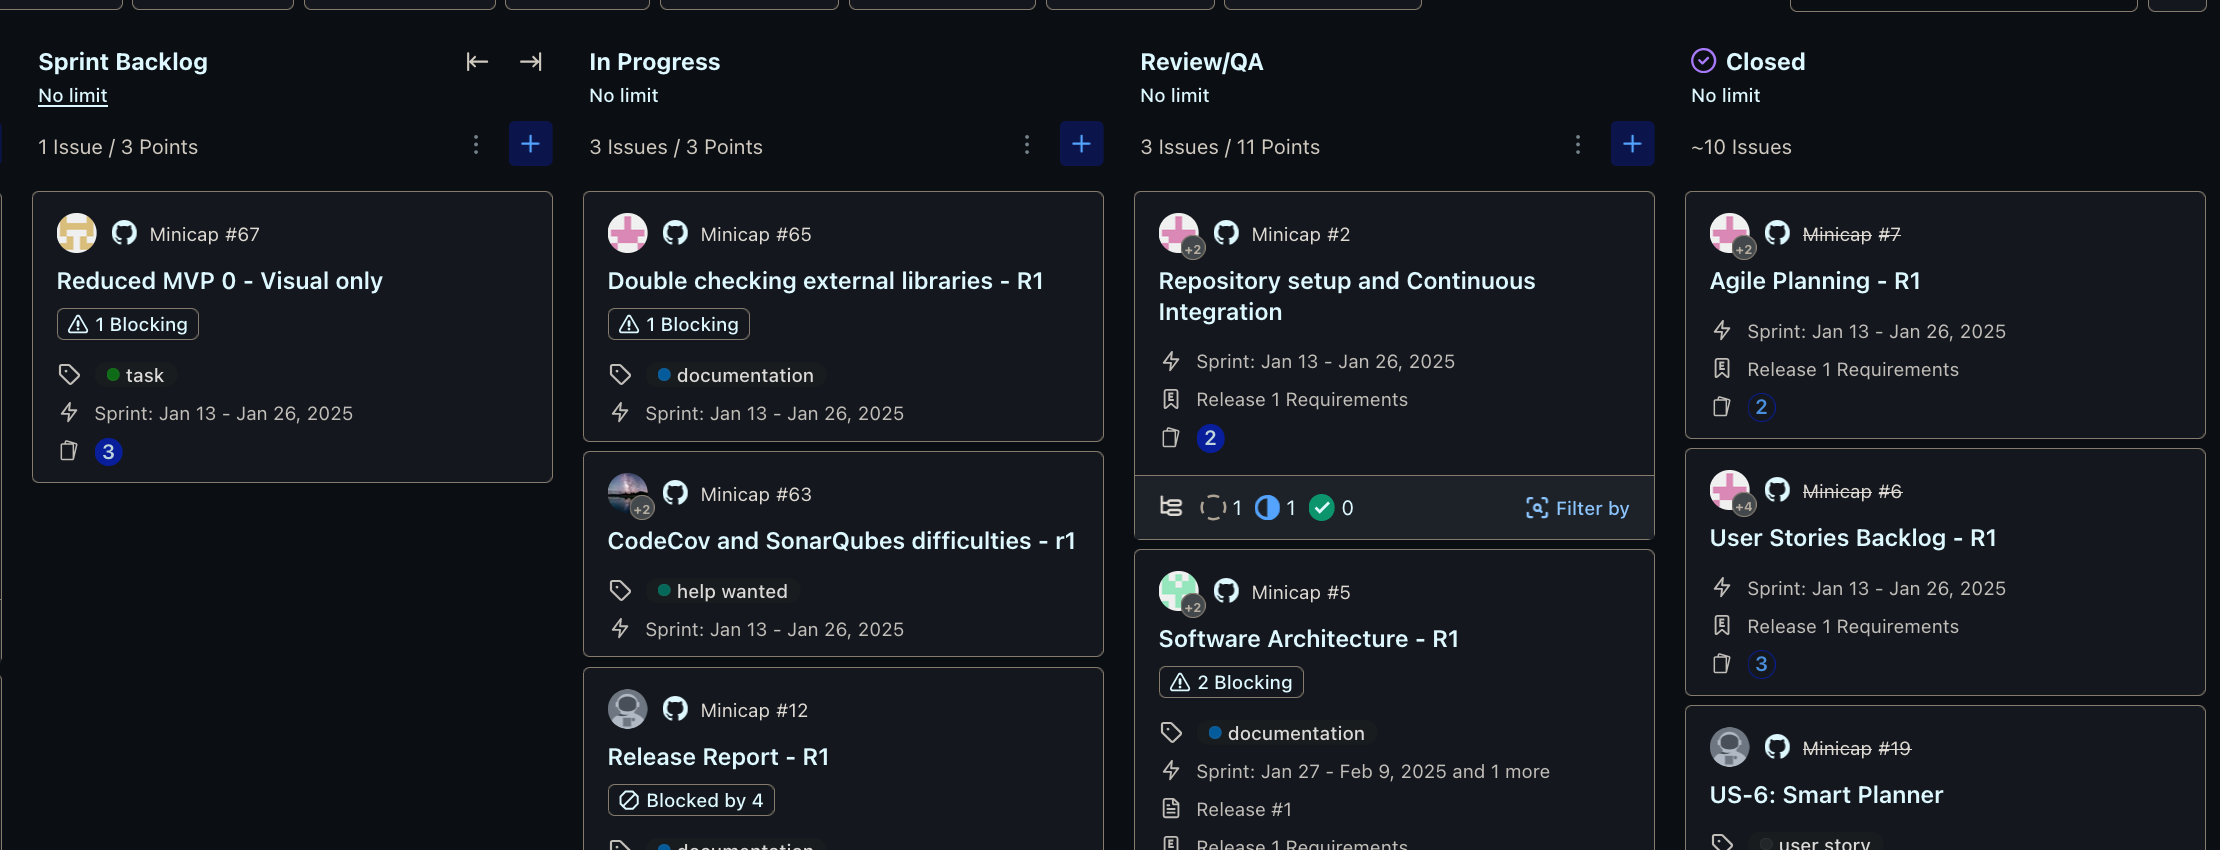 Sprint Backlog
No limit
1 Issue / 3 Points
Minicap #67
Reduced MVP 0 - Visual only
1 Blocking
task
Sprint: Jan 13 - Jan 26, 2025
3
In Progress
No limit
3 Issues / 3 Points
Minicap #65
Double checking external libraries - R1
1 Blocking
documentation
Sprint: Jan 13 - Jan 26, 2025
+2
Minicap #63
CodeCov and SonarQubes difficulties - r1
help wanted
Sprint: Jan 13 - Jan 26, 2025
Minicap #12
Release Report - R1
Blocked by 4
documentation
Review/QA
No limit
3 Issues / 11 Points
+2
Minicap #2
Repository setup and Continuous
Integration
Sprint: Jan 13 - Jan 26, 2025
Release 1 Requirements
2
1 1 0 Filter by
+2
Minicap #5
Software Architecture - R1
2 Blocking
documentation
Sprint: Jan 27 - Feb 9, 2025 and 1 more
Release #1
Release 1 Requirements
Closed
No limit
~10 Issues
+2
Minicap #7
Agile Planning - R1
Sprint: Jan 13 - Jan 26, 2025
Release 1 Requirements
2
+4
Minicap #6
User Stories Backlog - R1
Sprint: Jan 13 - Jan 26, 2025
Release 1 Requirements
3
Minicap #19
US-6: Smart Planner
user story